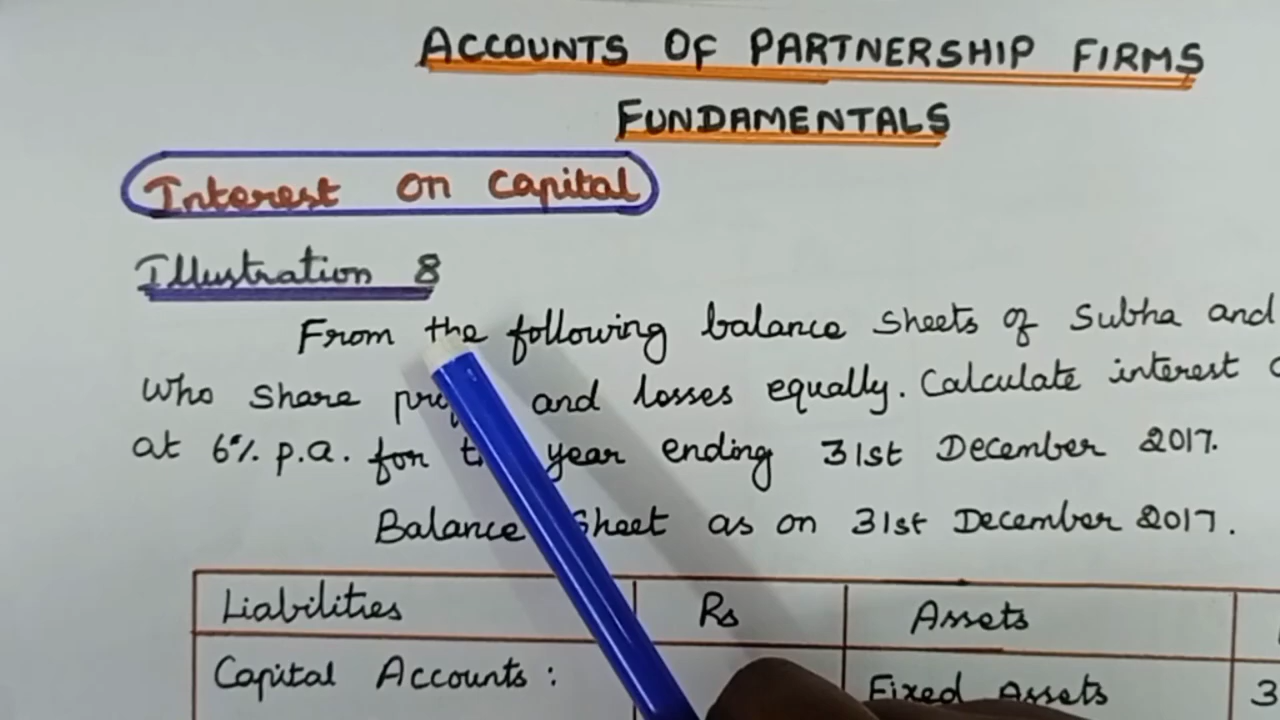 ACCOUNTS OF PARTNERSHIP FIRMS
FUNDAMENTALS
Interest on capital
Illustration 8
From the following balance sheets of Subha and
who share and losses equally. Calculate interest
at 6% p.a. for year ending 31st December 2017.
Balance Sheet as on 31st December 2017.
Liabilities Rs Assets
Capital Accounts : Fixed Assets 3